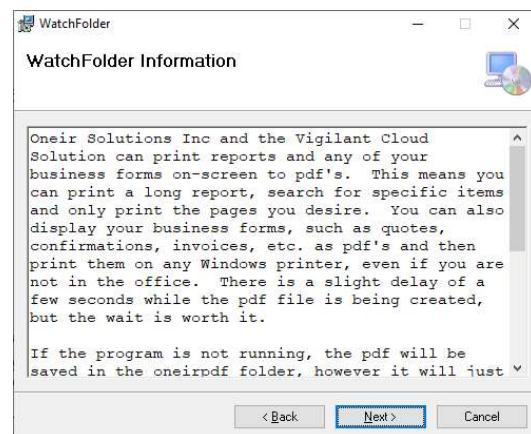 WatchFolder
WatchFolder Information
Oneir Solutions Inc and the Vigilant Cloud
Solution can print reports and any of your
business forms on-screen to pdf's.  This means you
can print a long report, search for specific items
and only print the pages you desire.  You can also
display your business forms, such as quotes,
confirmations, invoices, etc. as pdf's and then
print them on any Windows printer, even if you are
not in the office.  There is a slight delay of a
few seconds while the pdf file is being created,
but the wait is worth it.
If the program is not running, the pdf will be
saved in the oneirpdf folder, however it will just
< Back
Next >
Cancel